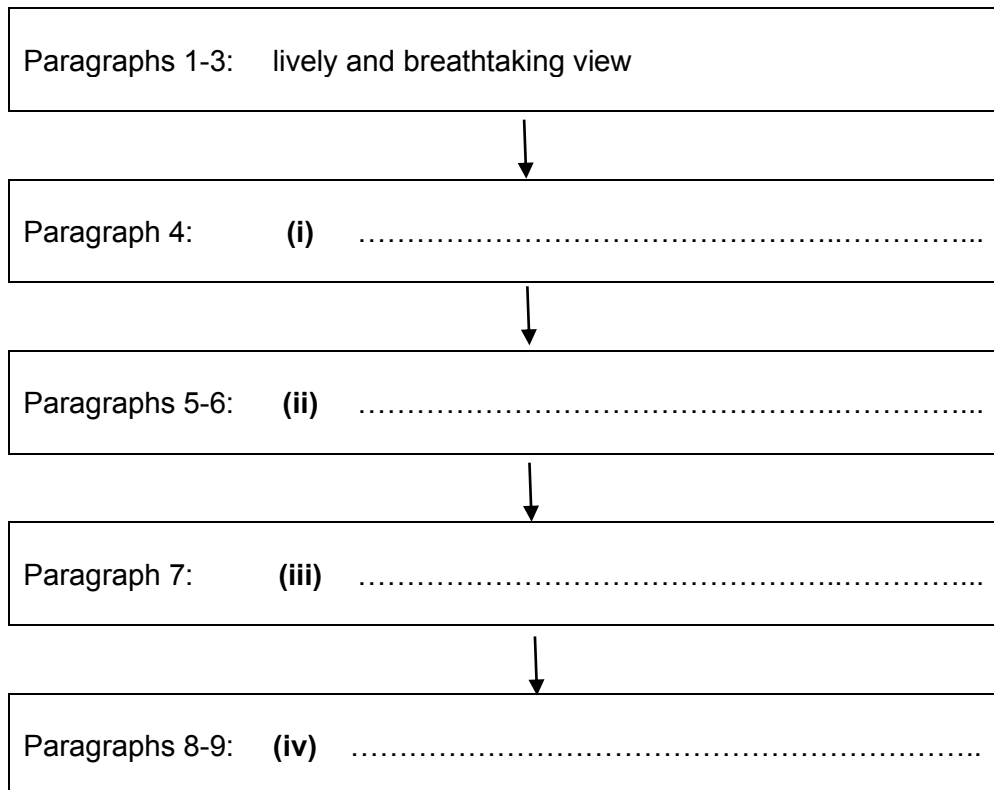 Paragraphs 1-3: lively and breathtaking view
Paragraph 4: (i) ……………………………………………..…………...
Paragraphs 5-6: (ii) ……………………………………………..…………...
Paragraph 7: (iii) ……………………………………………..…………...
Paragraphs 8-9: (iv) …………………………………………………………..